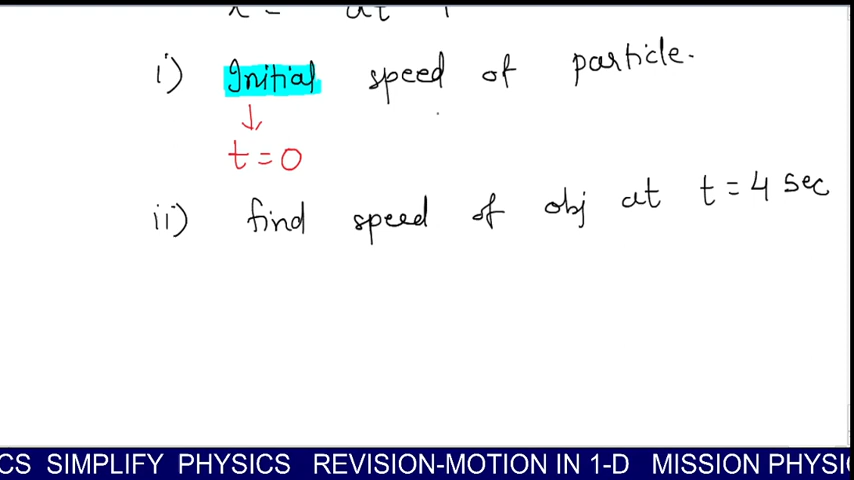 i) Initial speed of particle.
t = 0
ii) find speed of obj at t = 4 sec
CS SIMPLIFY PHYSICS REVISION-MOTION IN 1-D MISSION PHYSI